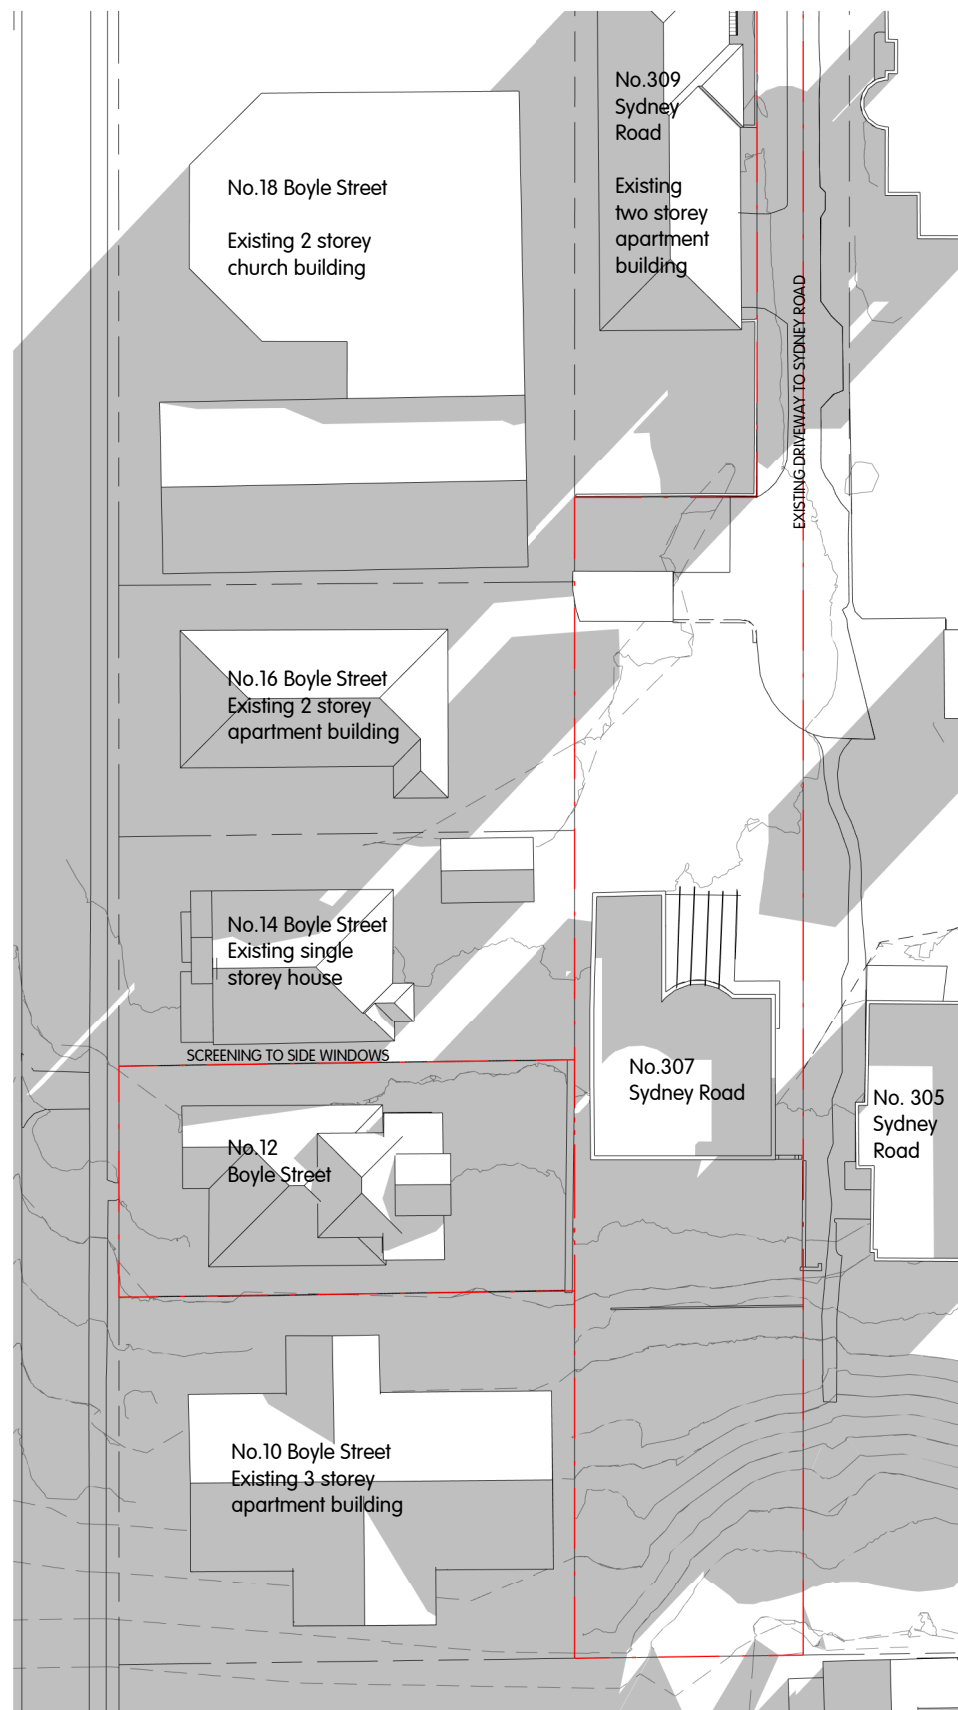 No.309
Sydney
Road
Existing
two storey
apartment
building
No.18 Boyle Street
Existing 2 storey
church building
EXISTING DRIVEWAY TO SYDNEY ROAD
No.16 Boyle Street
Existing 2 storey
apartment building
No.14 Boyle Street
Existing single
storey house
SCREENING TO SIDE WINDOWS
No.307
Sydney Road
No. 305
Sydney
Road
No.12
Boyle Street
No.10 Boyle Street
Existing 3 storey
apartment building